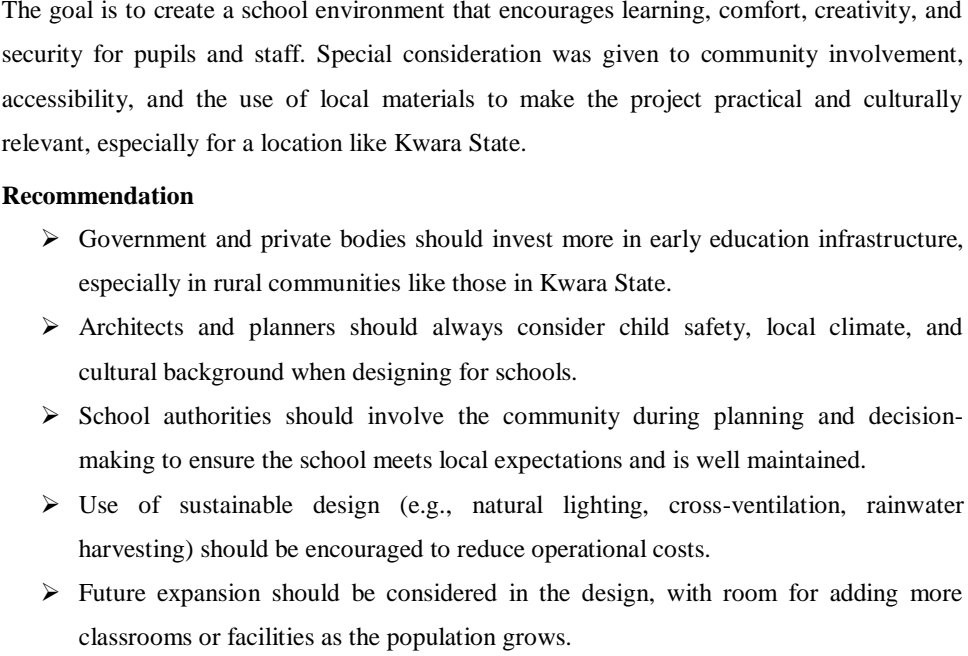 The goal is to create a school environment that encourages learning, comfort, creativity, and
security for pupils and staff. Special consideration was given to community involvement,
accessibility, and the use of local materials to make the project practical and culturally
relevant, especially for a location like Kwara State.
Recommendation
➢ Government and private bodies should invest more in early education infrastructure,
especially in rural communities like those in Kwara State.
➢ Architects and planners should always consider child safety, local climate, and
cultural background when designing for schools.
➢ School authorities should involve the community during planning and decision-
making to ensure the school meets local expectations and is well maintained.
➢ Use of sustainable design (e.g., natural lighting, cross-ventilation, rainwater
harvesting) should be encouraged to reduce operational costs.
➢ Future expansion should be considered in the design, with room for adding more
classrooms or facilities as the population grows.